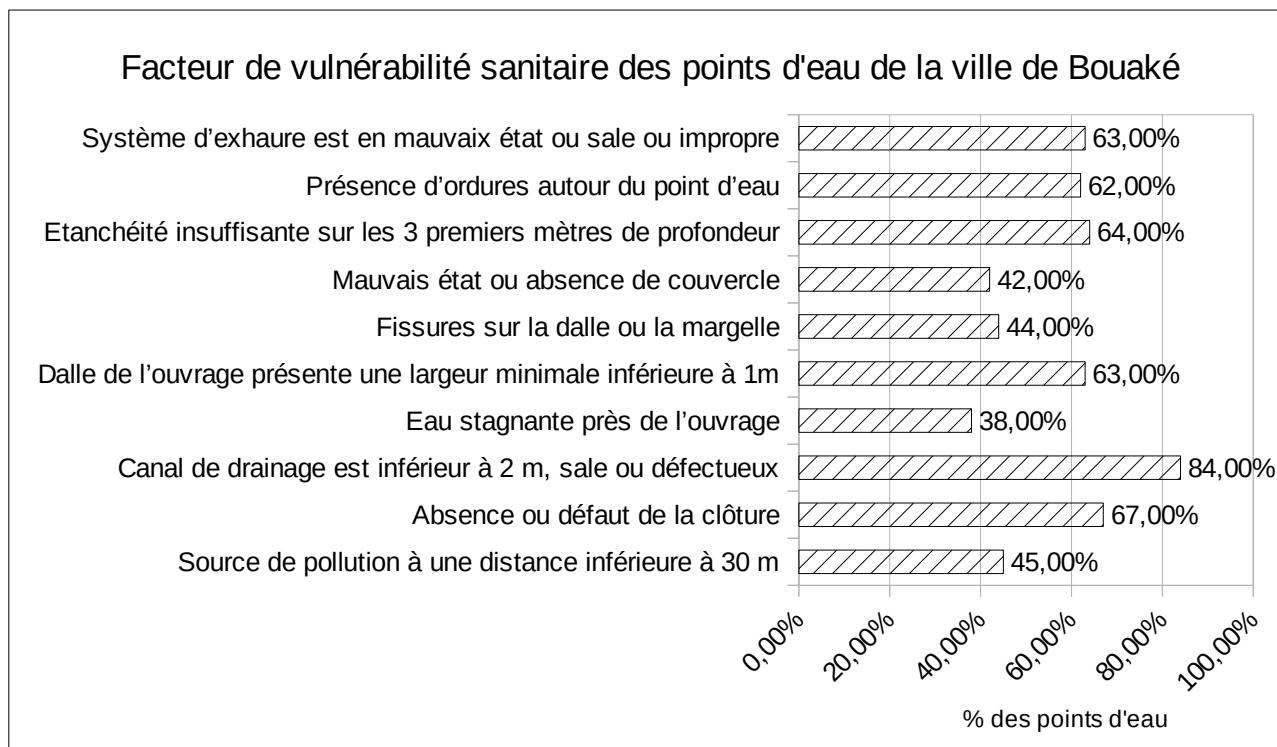 Facteur de vulnérabilité sanitaire des points d'eau de la ville de Bouaké
Système d’exhaure est en mauvaix état ou sale ou impropre
63,00%
Présence d’ordures autour du point d’eau
62,00%
Etanchéité insuffisante sur les 3 premiers mètres de profondeur
64,00%
Mauvais état ou absence de couvercle
42,00%
Fissures sur la dalle ou la margelle
44,00%
Dalle de l’ouvrage présente une largeur minimale inférieure à 1m
63,00%
Eau stagnante près de l’ouvrage
38,00%
Canal de drainage est inférieur à 2 m, sale ou défectueux
84,00%
Absence ou défaut de la clôture
67,00%
Source de pollution à une distance inférieure à 30 m
45,00%
0,00%
20,00%
40,00%
60,00%
80,00%
100,00%
% des points d'eau